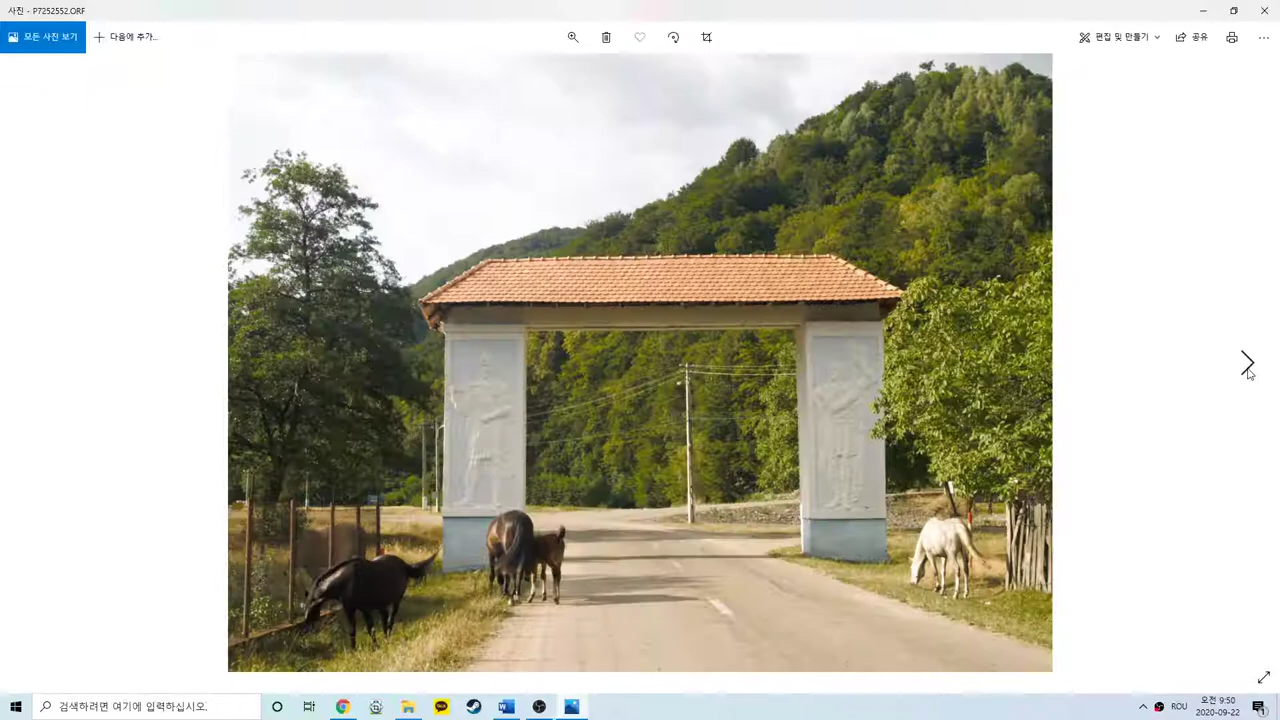 사진 - P7252552.ORF
모든 사진 보기
다음에 추가...
편집 및 만들기
공유
검색하려면 여기에 입력하십시오.
ROU
오전 9:50
2020-09-22